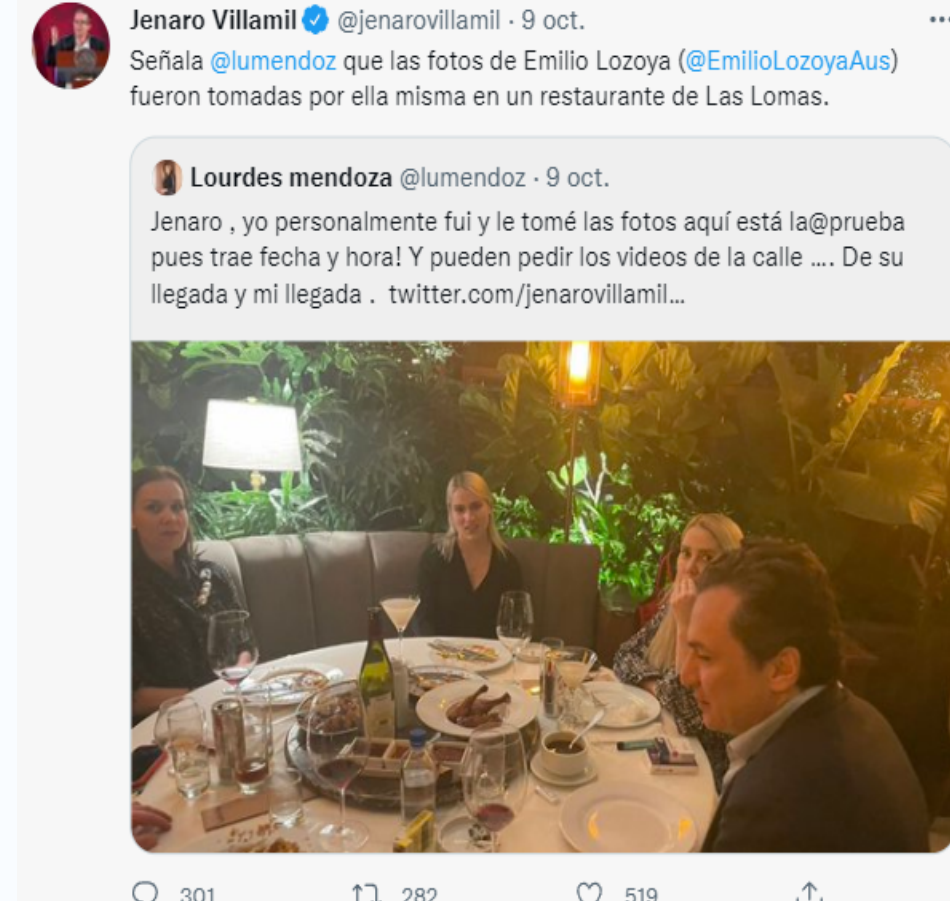 Jenaro Villamil @jenarovillamil · 9 oct.
Señala @lumendoz que las fotos de Emilio Lozoya (@EmilioLozoyaAus)
fueron tomadas por ella misma en un restaurante de Las Lomas.
Lourdes mendoza @lumendoz · 9 oct.
Jenaro , yo personalmente fui y le tomé las fotos aquí está la@prueba
pues trae fecha y hora! Y pueden pedir los videos de la calle .... De su
llegada y mi llegada . twitter.com/jenarovillamil...
301 282 519